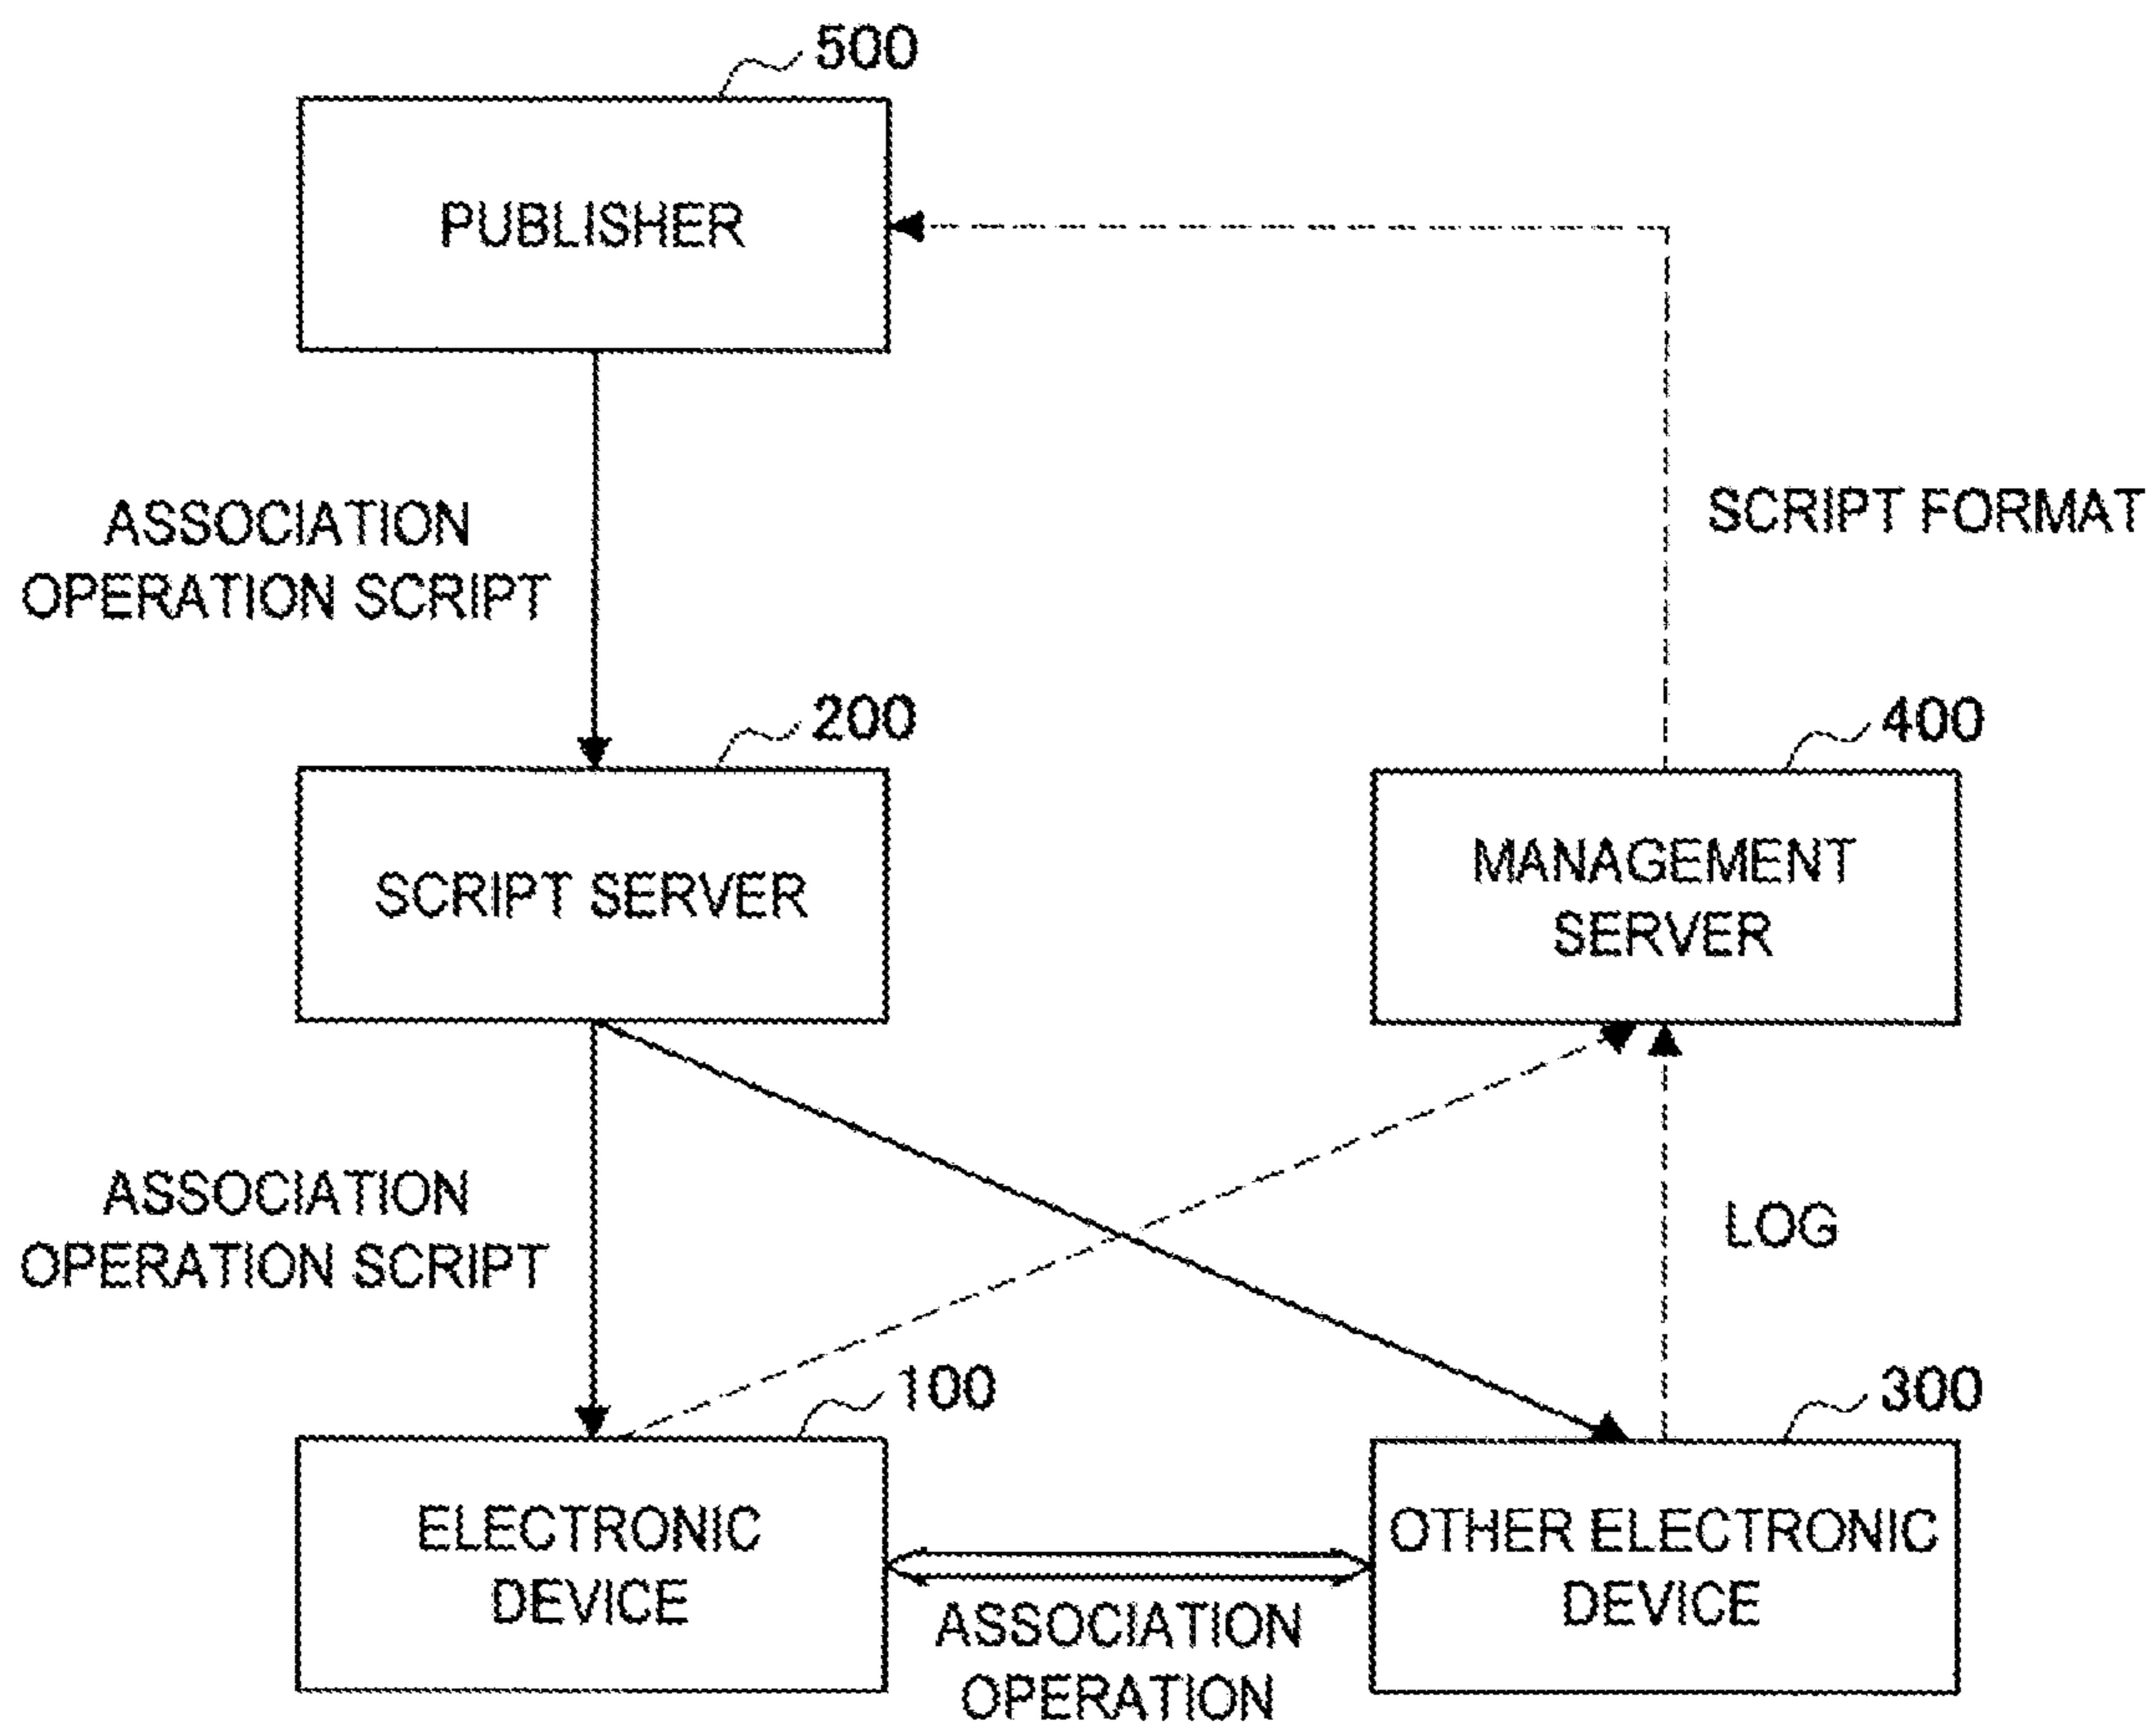 500
PUBLISHER
ASSOCIATION
OPERATION SCRIPT
SCRIPT FORMAT
200
400
SCRIPT SERVER
MANAGEMENT
SERVER
ASSOCIATION
OPERATION SCRIPT
LOG
100
300
ELECTRONIC
DEVICE
OTHER ELECTRONIC
DEVICE
ASSOCIATION
OPERATION